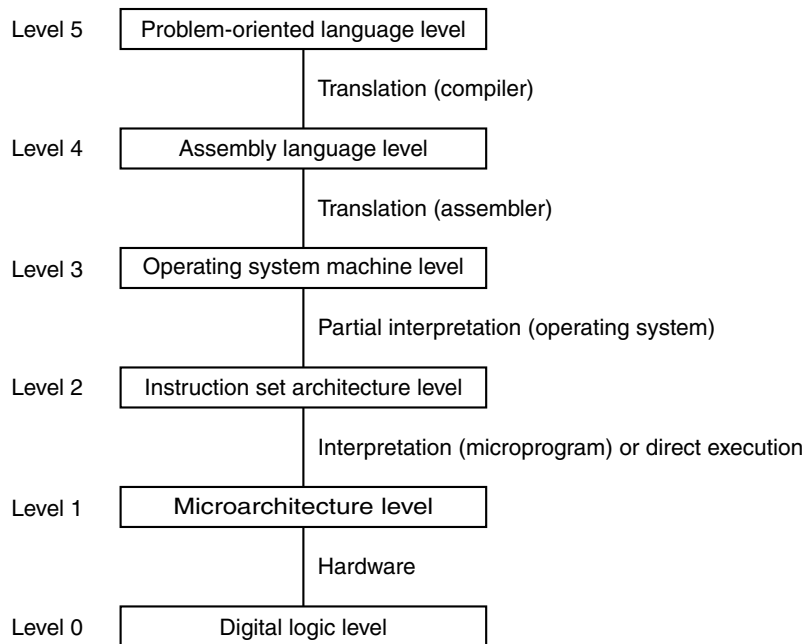 Level 5 Problem-oriented language level
Translation (compiler)
Level 4 Assembly language level
Translation (assembler)
Level 3 Operating system machine level
Partial interpretation (operating system)
Level 2 Instruction set architecture level
Interpretation (microprogram) or direct execution
Level 1 Microarchitecture level
Hardware
Level 0 Digital logic level